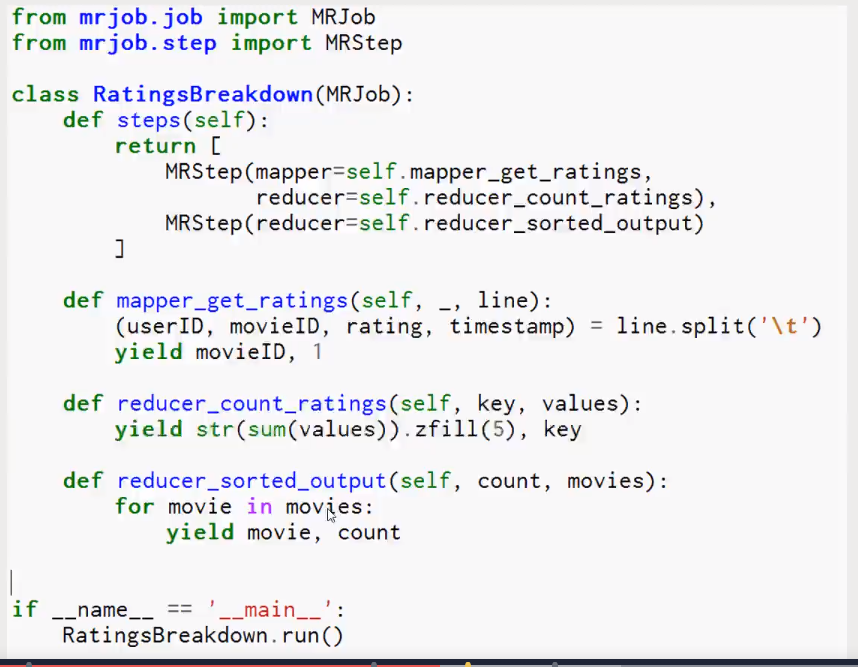 from mrjob.job import MRJob
from mrjob.step import MRStep

class RatingsBreakdown(MRJob):
    def steps(self):
        return [
            MRStep(mapper=self.mapper_get_ratings,
                   reducer=self.reducer_count_ratings),
            MRStep(reducer=self.reducer_sorted_output)
        ]

    def mapper_get_ratings(self, _, line):
        (userID, movieID, rating, timestamp) = line.split('\t')
        yield movieID, 1

    def reducer_count_ratings(self, key, values):
        yield str(sum(values)).zfill(5), key

    def reducer_sorted_output(self, count, movies):
        for movie in movies:
            yield movie, count

if __name__ == '__main__':
    RatingsBreakdown.run()